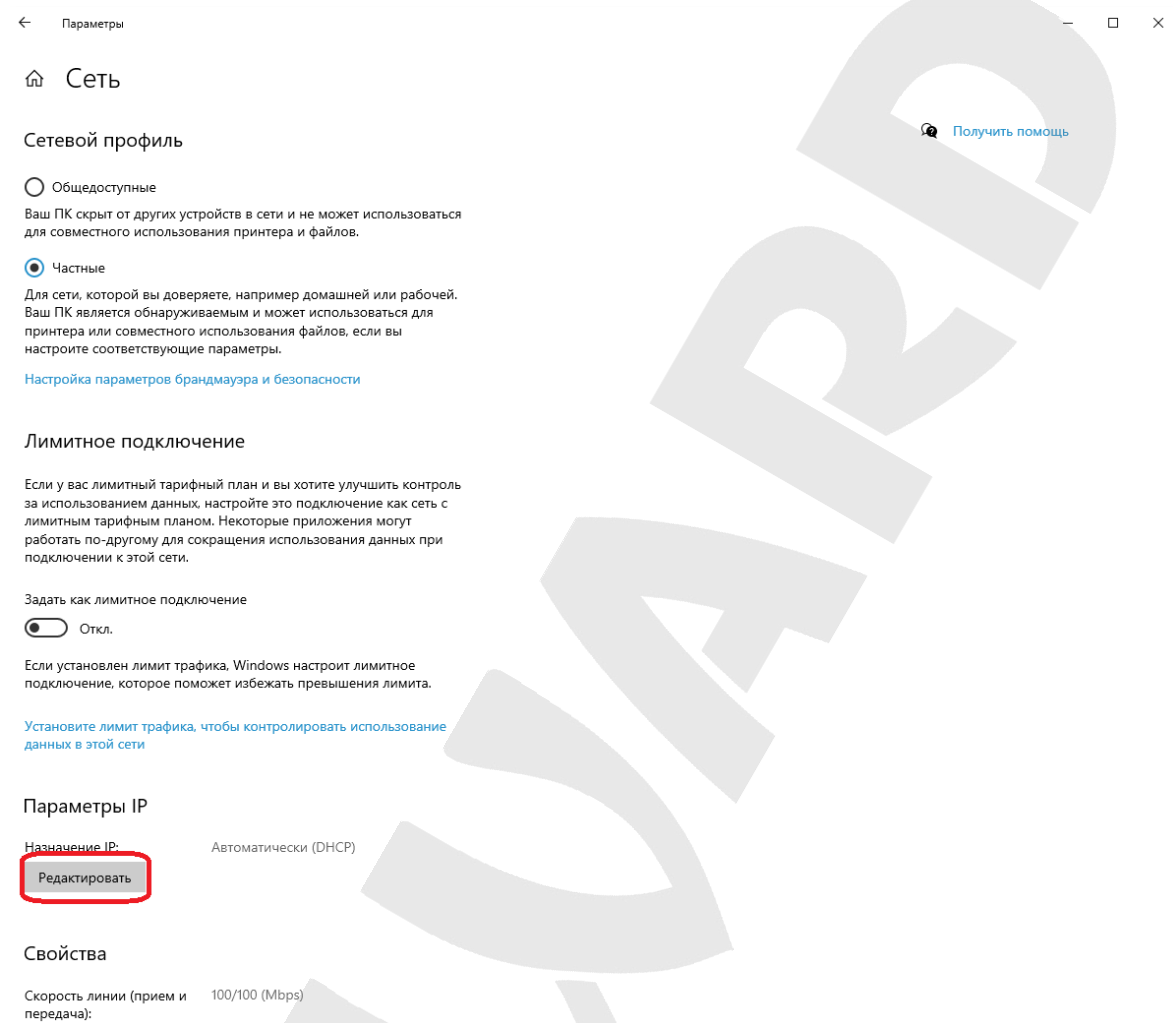 Параметры
Сеть
Сетевой профиль
Получить помощь
Общедоступные
Ваш ПК скрыт от других устройств в сети и не может использоваться
для совместного использования принтера и файлов.
Частные
Для сети, которой вы доверяете, например домашней или рабочей.
Ваш ПК является обнаруживаемым и может использоваться для
принтера или совместного использования файлов, если вы
настроите соответствующие параметры.
Настройка параметров брандмауэра и безопасности
Лимитное подключение
Если у вас лимитный тарифный план и вы хотите улучшить контроль
за использованием данных, настройте это подключение как сеть с
лимитным тарифным планом. Некоторые приложения могут
работать по-другому для сокращения использования данных при
подключении к этой сети.
Задать как лимитное подключение
Откл.
Если установлен лимит трафика, Windows настроит лимитное
подключение, которое поможет избежать превышения лимита.
Установите лимит трафика, чтобы контролировать использование
данных в этой сети
Параметры IP
Назначение IP: Автоматически (DHCP)
Редактировать
Свойства
Скорость линии (прием и 100/100 (Mbps)
передача):